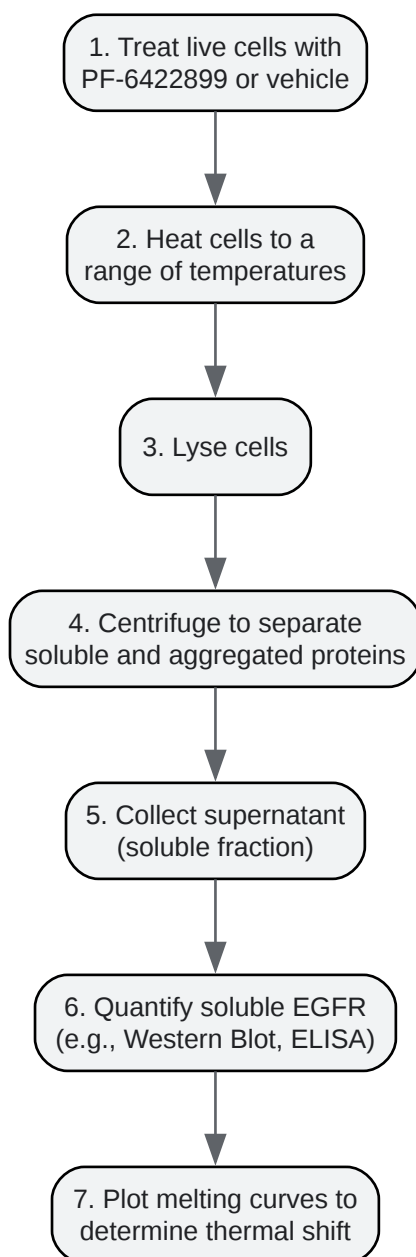 1. Treat live cells with
PF-6422899 or vehicle
2. Heat cells to a
range of temperatures
3. Lyse cells
4. Centrifuge to separate
soluble and aggregated proteins
5. Collect supernatant
(soluble fraction)
6. Quantify soluble EGFR
(e.g., Western Blot, ELISA)
7. Plot melting curves to
determine thermal shift